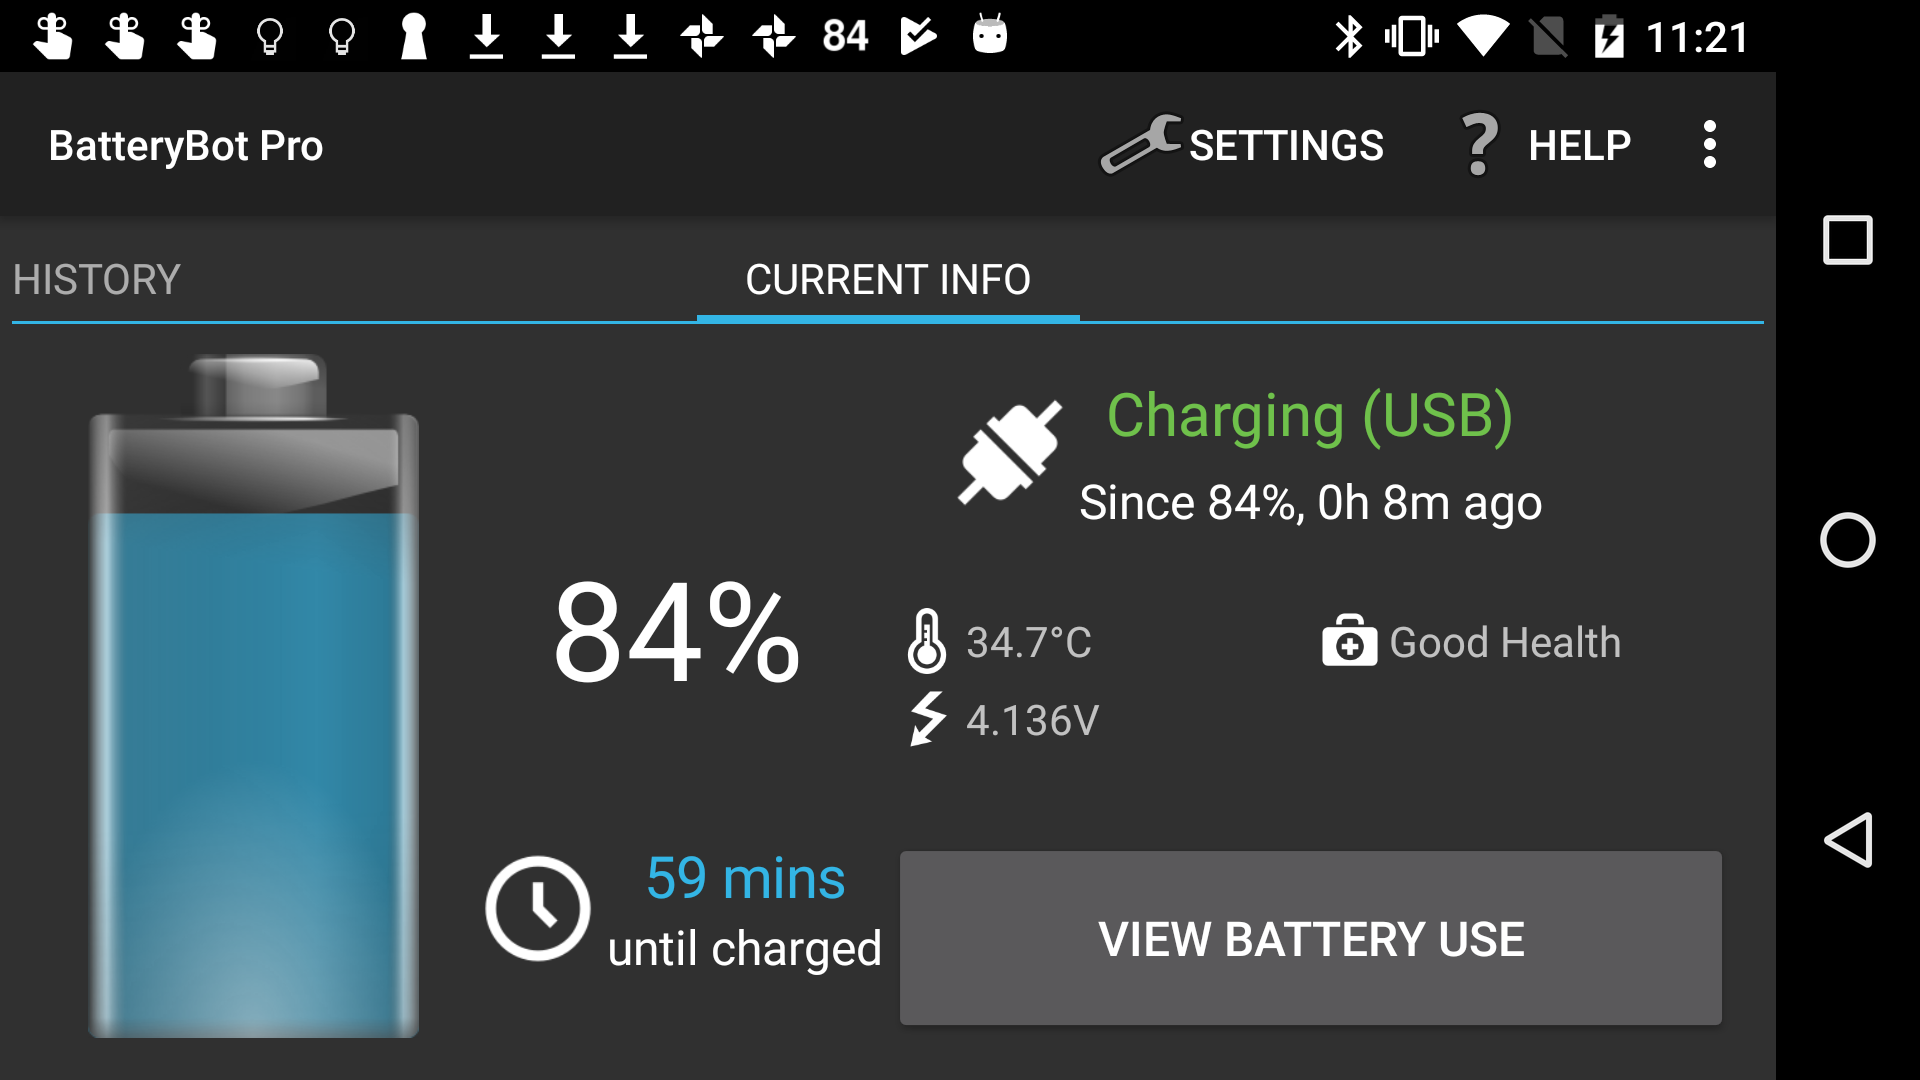 84
11:21
BatteryBot Pro
SETTINGS
? HELP
HISTORY
CURRENT INFO
Charging (USB)
Since 84%, 0h 8m ago
84%
34.7°C
Good Health
4.136V
59 mins
until charged
VIEW BATTERY USE